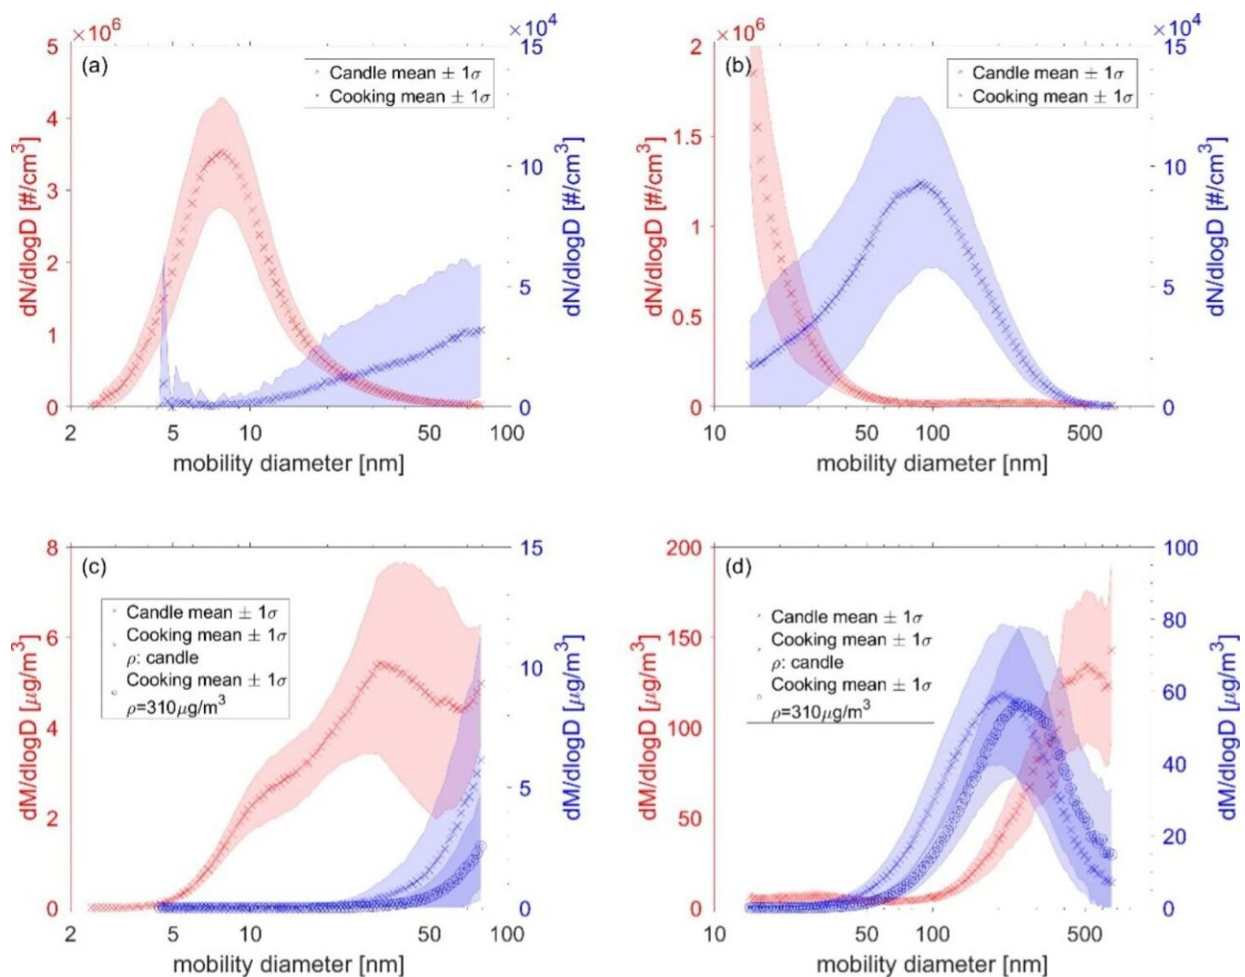 ×10⁶
×10⁴
(a)
Candle mean ± 1σ
Cooking mean ± 1σ
5
4
3
2
1
0
15
10
5
0
dN/dlogD [#/cm³]
dN/dlogD [#/cm³]
2 5 10 50 100
mobility diameter [nm]
×10⁶
×10⁴
(b)
Candle mean ± 1σ
Cooking mean ± 1σ
2
1.5
1
0.5
0
15
10
5
0
dN/dlogD [#/cm³]
dN/dlogD [#/cm³]
10 50 100 500
mobility diameter [nm]
(c)
Candle mean ± 1σ
Cooking mean ± 1σ
ρ: candle
Cooking mean ± 1σ
ρ=310μg/m³
8
6
4
2
0
15
10
5
0
dM/dlogD [μg/m³]
dM/dlogD [μg/m³]
2 5 10 50 100
mobility diameter [nm]
(d)
Candle mean ± 1σ
Cooking mean ± 1σ
ρ: candle
Cooking mean ± 1σ
ρ=310μg/m³
200
150
100
50
0
100
80
60
40
20
0
dM/dlogD [μg/m³]
dM/dlogD [μg/m³]
10 50 100 500
mobility diameter [nm]